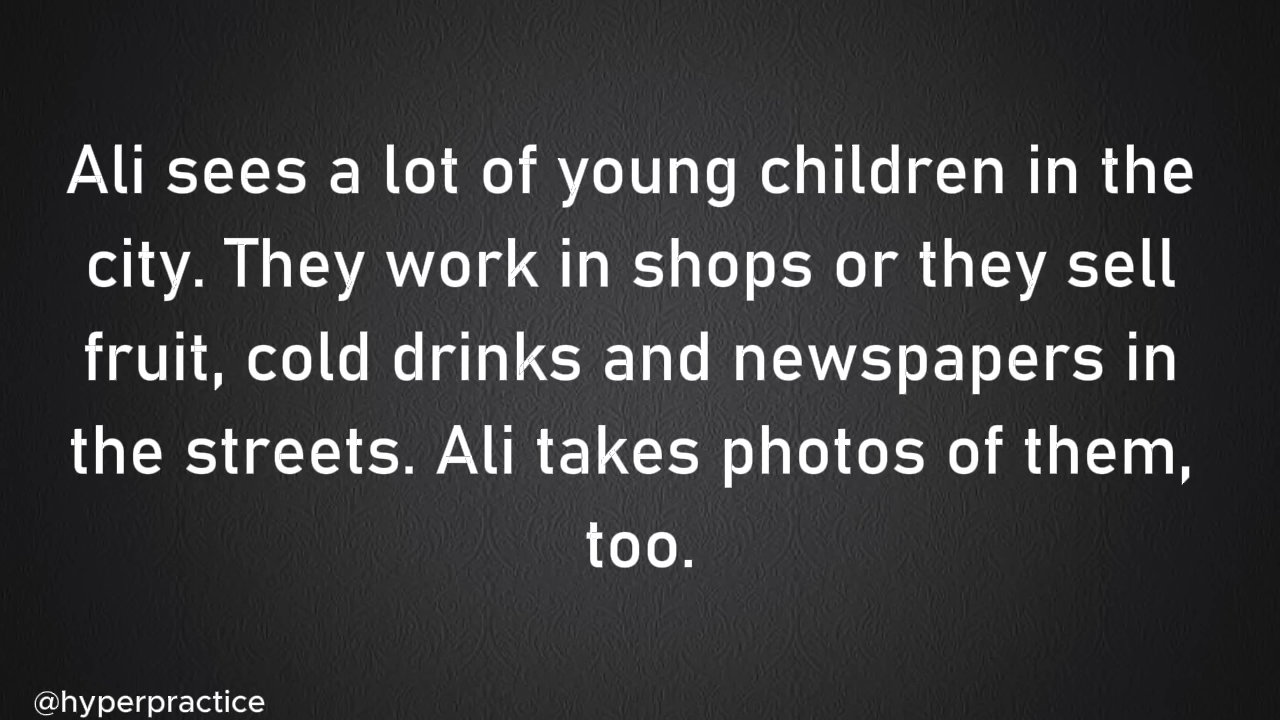 Ali sees a lot of young children in the
city. They work in shops or they sell
fruit, cold drinks and newspapers in
the streets. Ali takes photos of them,
too.
@hyperpractice